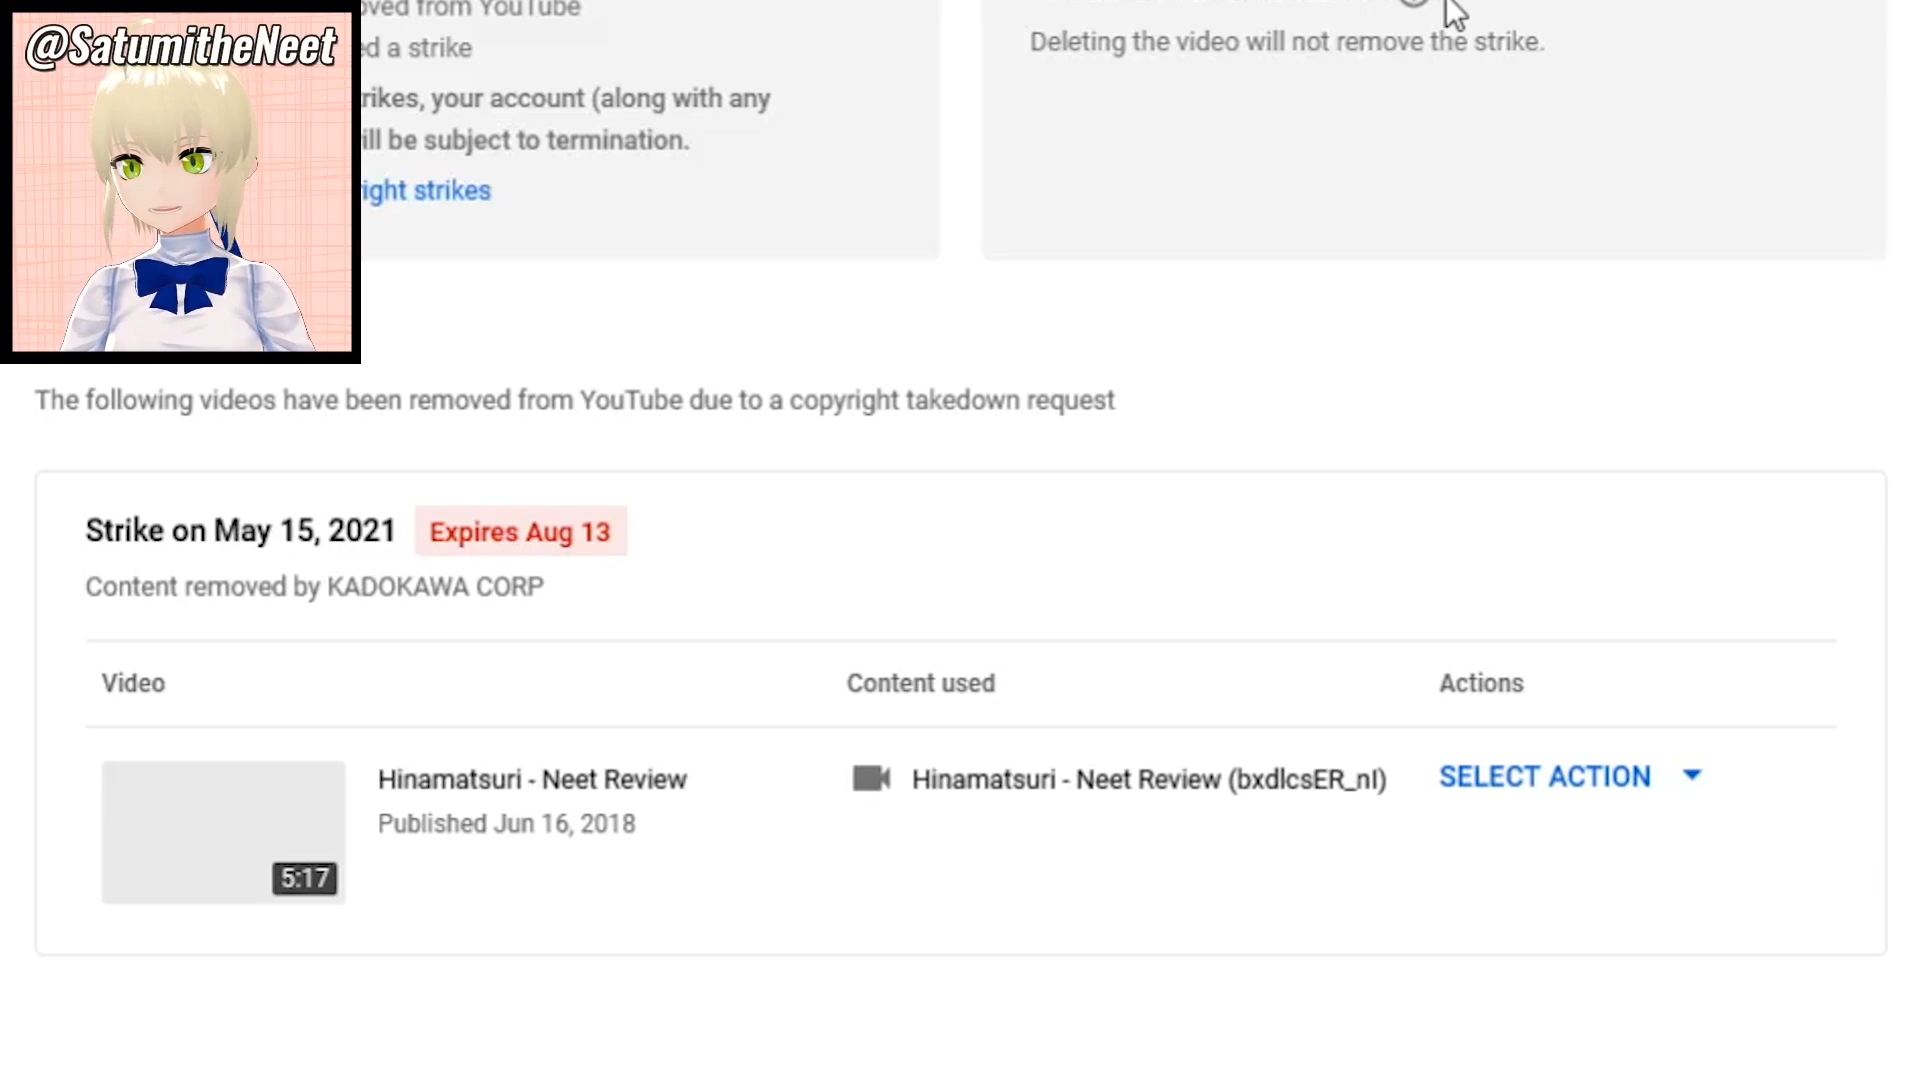 @SatumitheNeet
oved from YouTube
ed a strike
rikes, your account (along with any
ill be subject to termination.
ight strikes
Deleting the video will not remove the strike.
The following videos have been removed from YouTube due to a copyright takedown request
Strike on May 15, 2021 Expires Aug 13
Content removed by KADOKAWA CORP
Video Content used Actions
Hinamatsuri - Neet Review Hinamatsuri - Neet Review (bxdlcsER_nI) SELECT ACTION
Published Jun 16, 2018
5:17